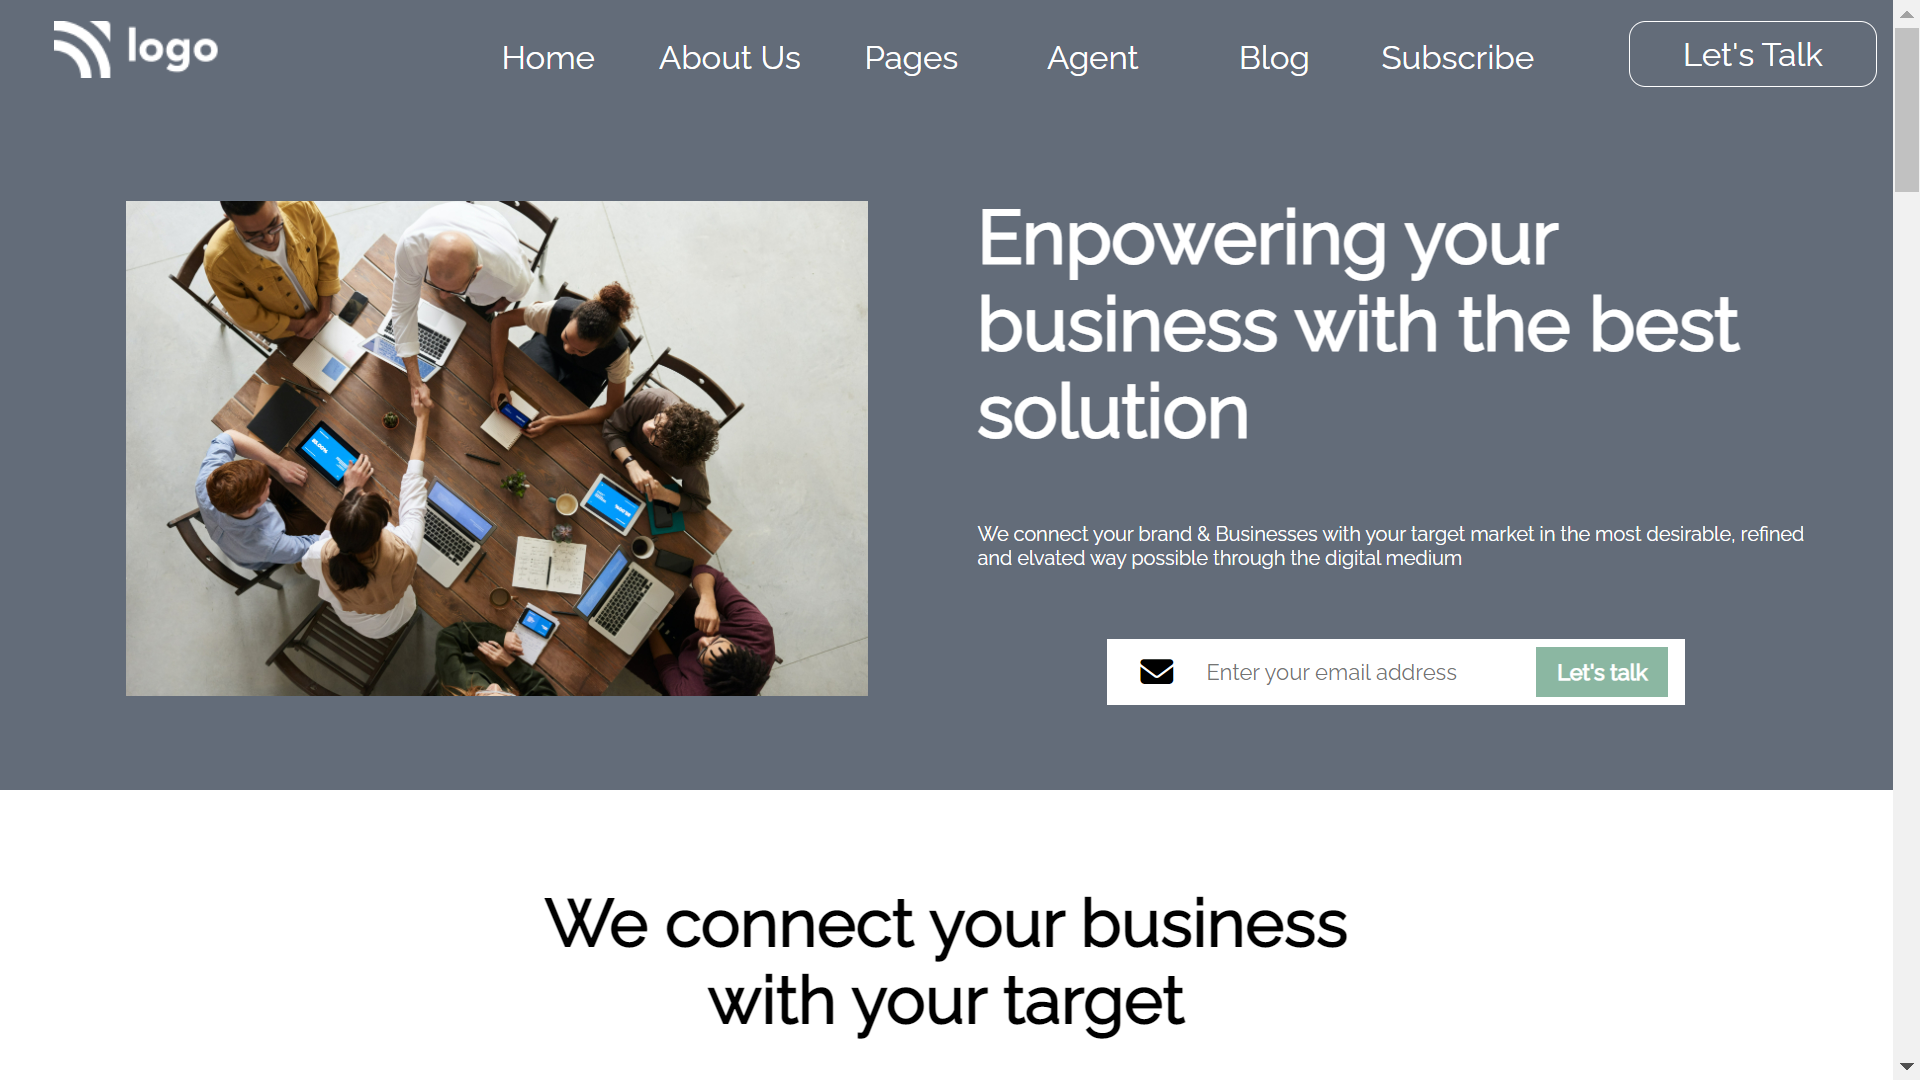 logo
Home About Us Pages Agent Blog Subscribe Let's Talk
Enpowering your
business with the best
solution
We connect your brand & Businesses with your target market in the most desirable, refined
and elvated way possible through the digital medium
Enter your email address Let's talk
We connect your business
with your target